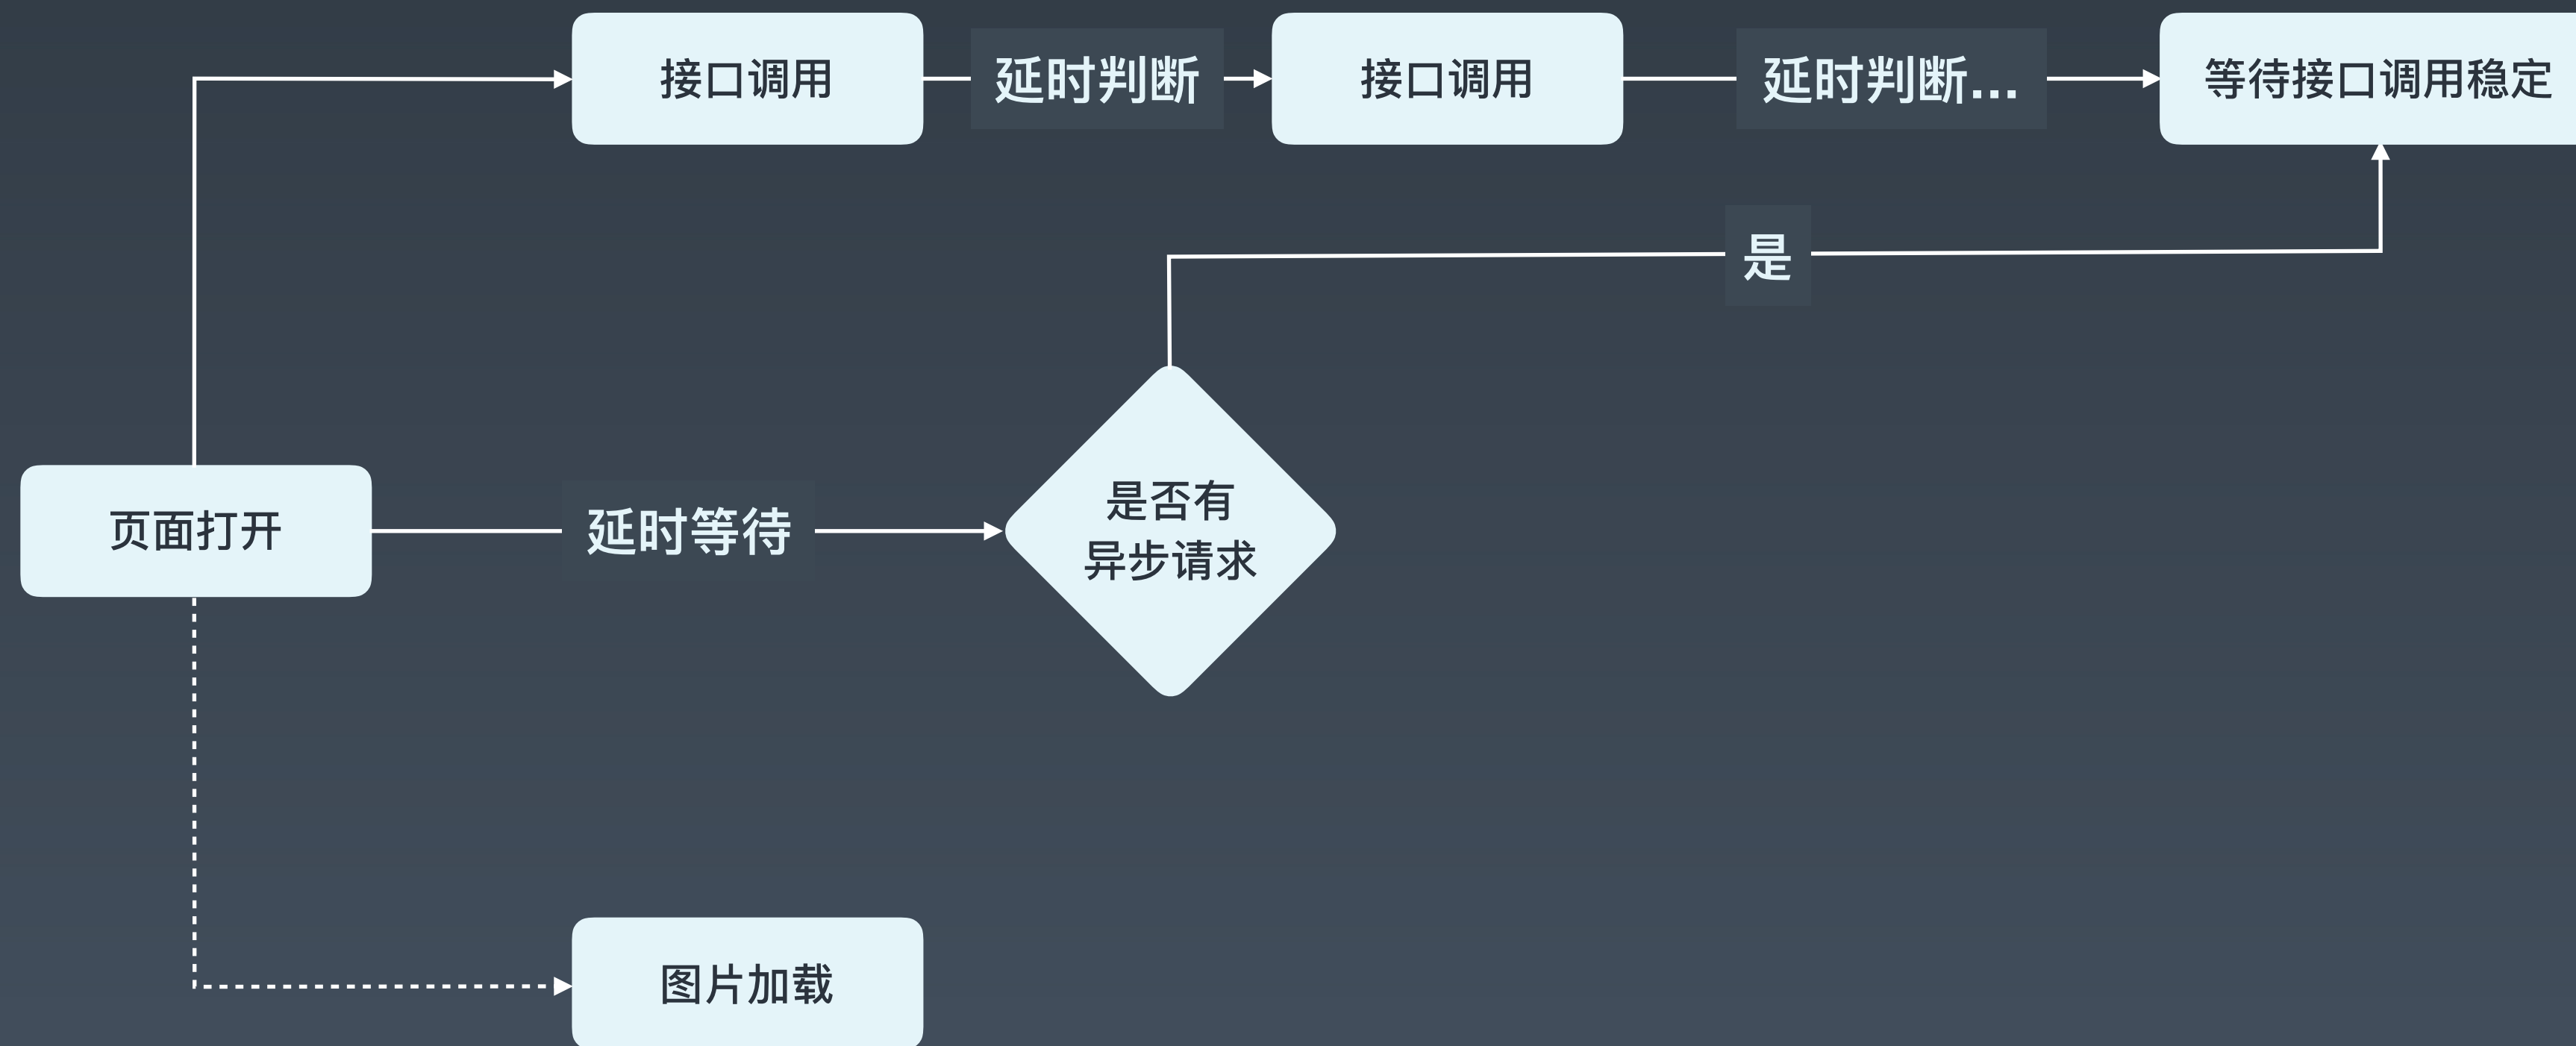 接口调用
延时判断
接口调用
延时判断...
等待接口调用稳定
是
页面打开
延时等待
是否有
异步请求
图片加载